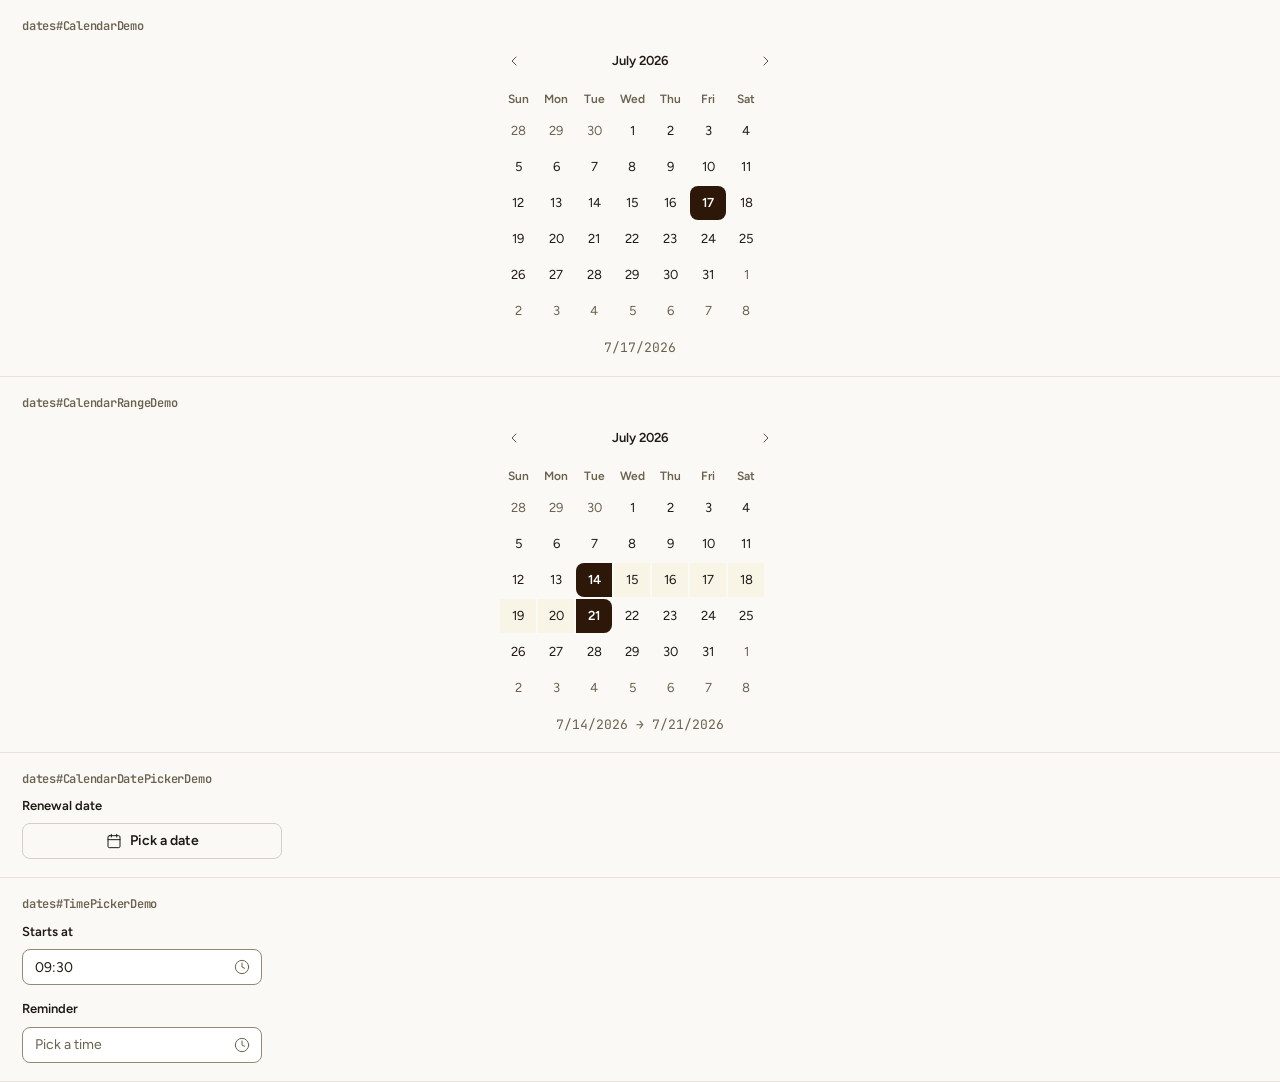 dates#CalendarDemo
July 2026
Sun Mon Tue Wed Thu Fri Sat
28 29 30 1 2 3 4
5 6 7 8 9 10 11
12 13 14 15 16 17 18
19 20 21 22 23 24 25
26 27 28 29 30 31 1
2 3 4 5 6 7 8
7/17/2026
dates#CalendarRangeDemo
July 2026
Sun Mon Tue Wed Thu Fri Sat
28 29 30 1 2 3 4
5 6 7 8 9 10 11
12 13 14 15 16 17 18
19 20 21 22 23 24 25
26 27 28 29 30 31 1
2 3 4 5 6 7 8
7/14/2026 → 7/21/2026
dates#CalendarDatePickerDemo
Renewal date
Pick a date
dates#TimePickerDemo
Starts at
09:30
Reminder
Pick a time